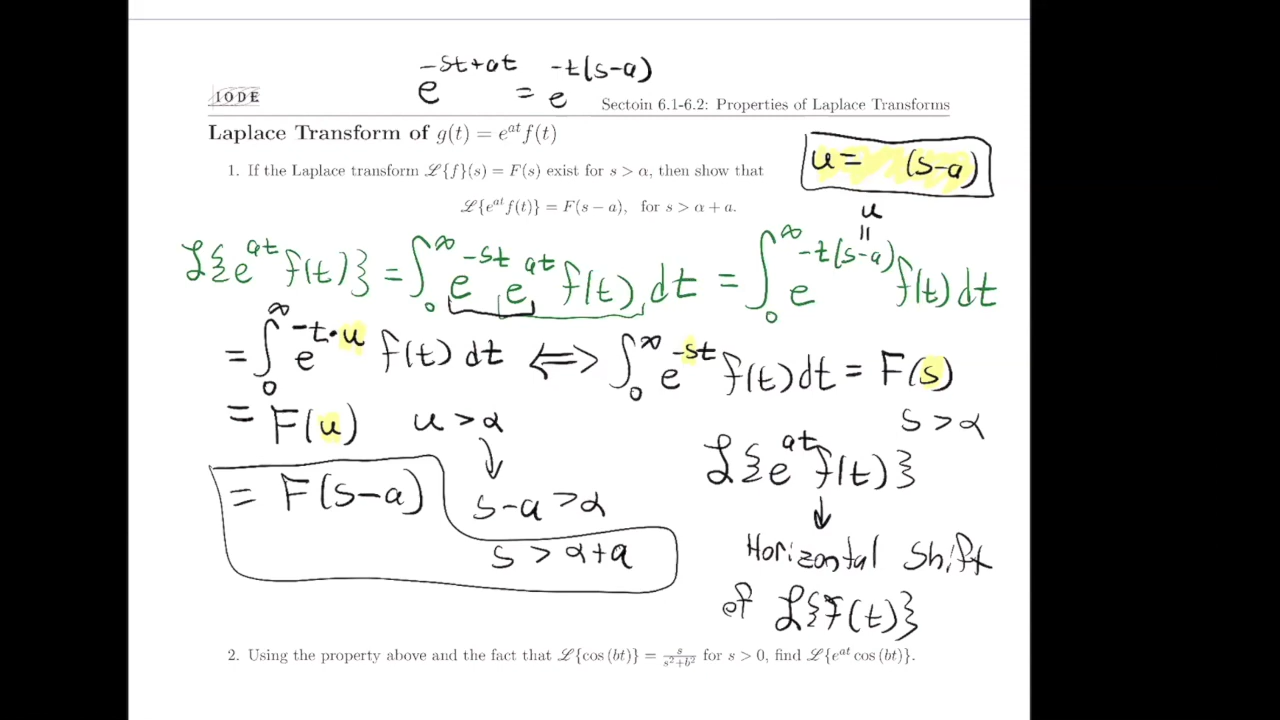 e^{-st+at} = e^{-t(s-a)}
IODE
Sectoin 6.1-6.2: Properties of Laplace Transforms
Laplace Transform of g(t) = e^{at} f(t)
1. If the Laplace transform ℒ{f}(s) = F(s) exist for s > α, then show that
ℒ{e^{at} f(t)} = F(s − a), for s > α + a.
u = (s-a)
u
=
ℒ{e^{at} f(t)} = ∫_0^∞ e^{-st} e^{at} f(t) dt = ∫_0^∞ e^{-t(s-a)} f(t) dt
= ∫_0^∞ e^{-t·u} f(t) dt ⟺ ∫_0^∞ e^{-st} f(t) dt = F(s)
= F(u) u > α
s > α
↓
= F(s-a)
s-a > α
s > α+a
ℒ{e^{at} f(t)}
↓
Horizontal Shift
of ℒ{f(t)}
2. Using the property above and the fact that ℒ{cos (bt)} = s/(s²+b²) for s > 0, find ℒ{e^{at} cos (bt)}.